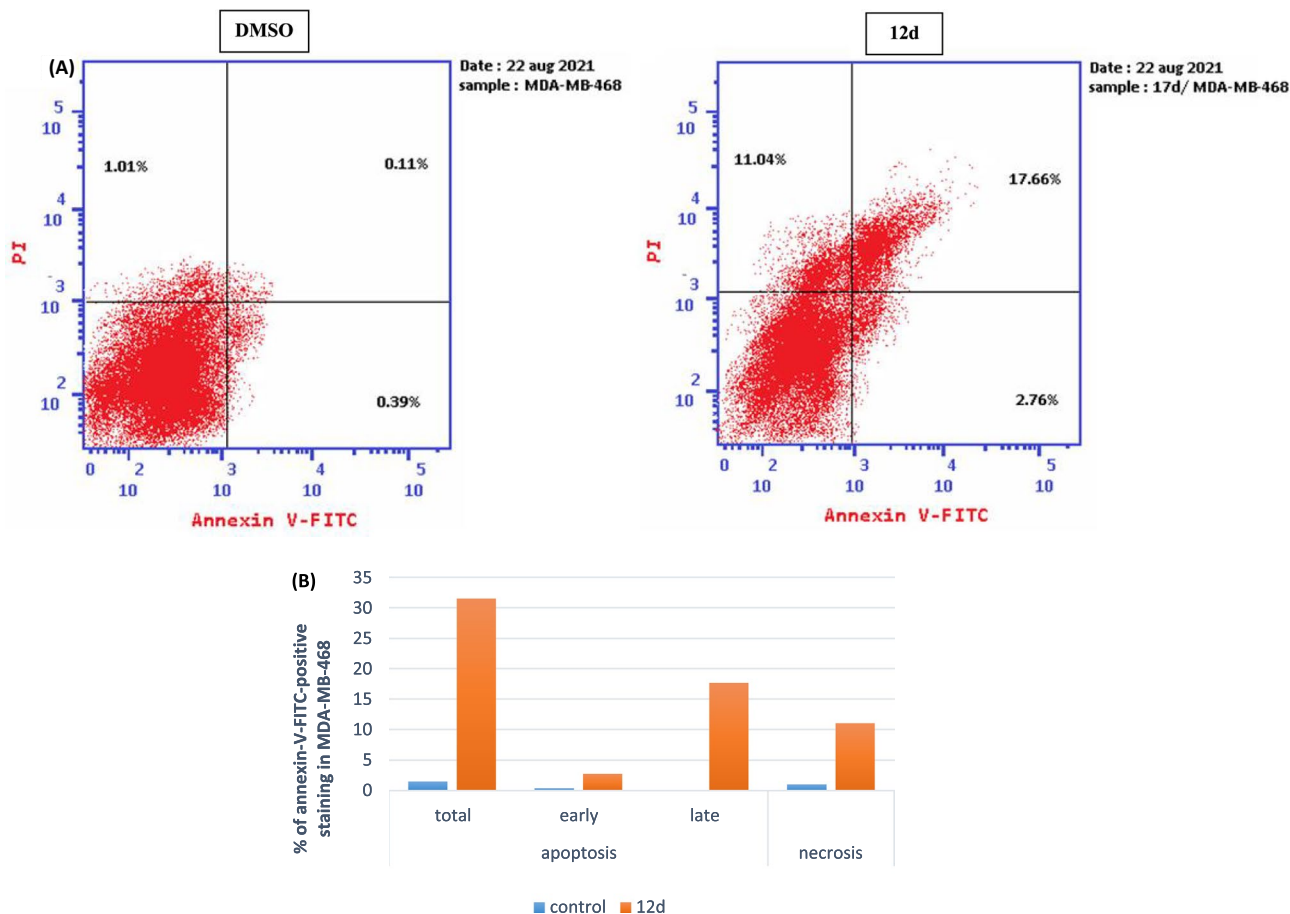 DMSO
12d
(A)
Date : 22 aug 2021
sample : MDA-MB-468
Date : 22 aug 2021
sample : 17d/ MDA-MB-468
5
10
4
10
3
10
2
10
PI
1.01%
0.11%
0.39%
0 2 3 4 5
10 10 10 10
Annexin V-FITC
5
10
4
10
3
10
2
10
PI
11.04%
17.66%
2.76%
0 2 3 4 5
10 10 10 10
Annexin V-FITC
(B)
% of annexin-V-FITC-positive
staining in MDA-MB-468
35
30
25
20
15
10
5
0
total early late
apoptosis necrosis
control 12d